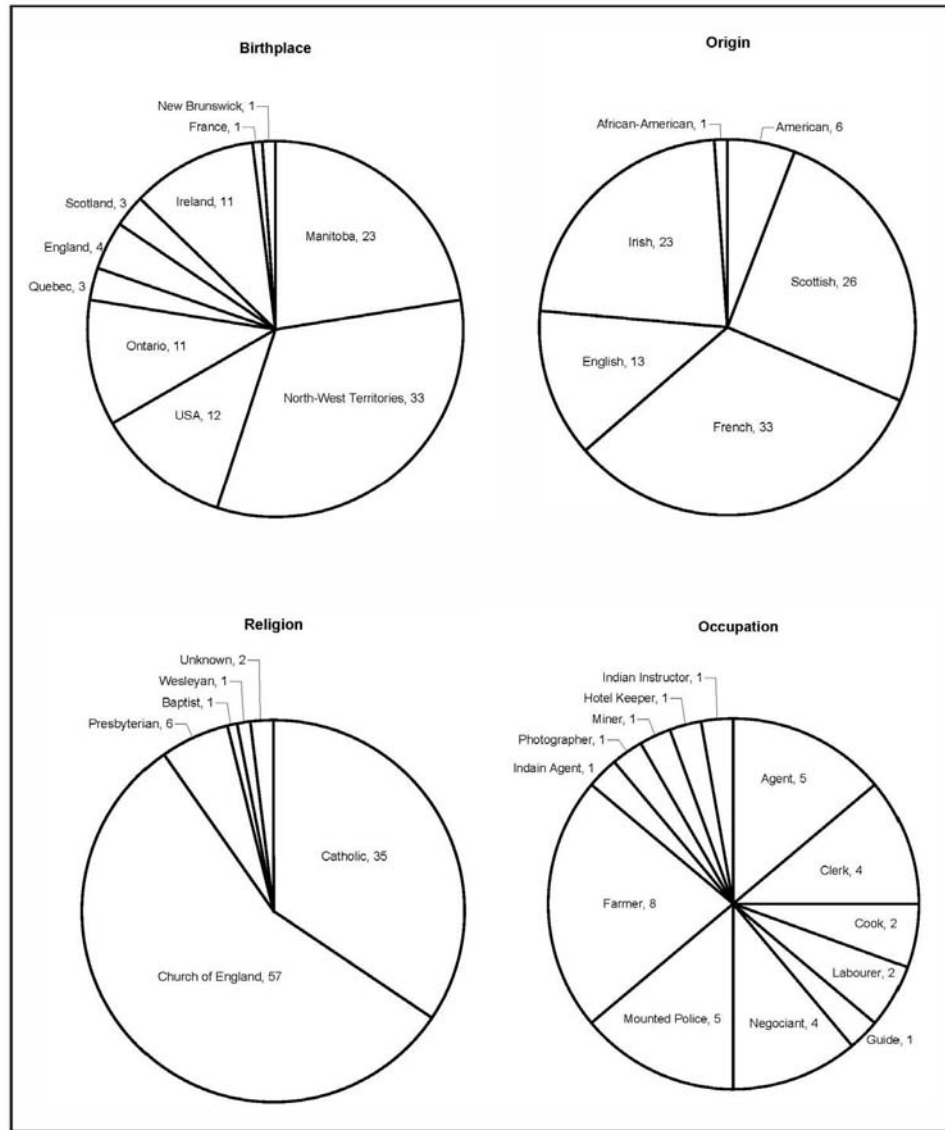 Birthplace
New Brunswick, 1
France, 1
Ireland, 11
Scotland, 3
England, 4
Quebec, 3
Ontario, 11
USA, 12
Manitoba, 23
North-West Territories, 33
Origin
African-American, 1
American, 6
Irish, 23
Scottish, 26
English, 13
French, 33
Religion
Unknown, 2
Wesleyan, 1
Baptist, 1
Presbyterian, 6
Catholic, 35
Church of England, 57
Occupation
Indian Instructor, 1
Hotel Keeper, 1
Miner, 1
Photographer, 1
Indain Agent, 1
Agent, 5
Clerk, 4
Farmer, 8
Cook, 2
Labourer, 2
Mounted Police, 5
Negociant, 4
Guide, 1